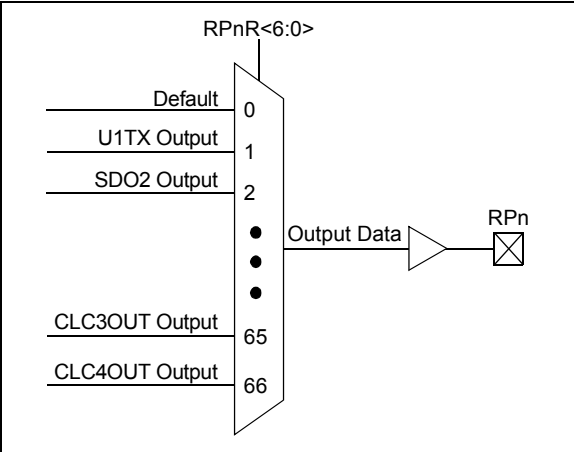 RPnR<6:0>
Default
0
U1TX Output
1
SDO2 Output
2
Output Data
RPn
CLC3OUT Output
65
CLC4OUT Output
66